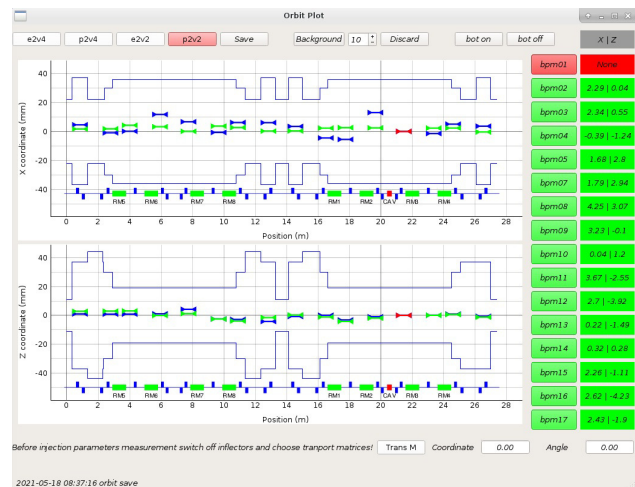 Orbit Plot
e2v4 p2v4 e2v2 p2v2 Save Background 10 Discard bot on bot off X | Z
bpm01 None
bpm02 2.29 | 0.04
bpm03 2.34 | 0.55
bpm04 -0.39 | -1.24
bpm05 1.68 | 2.8
bpm07 1.79 | 2.94
bpm08 4.25 | 3.07
bpm09 3.23 | -0.1
bpm10 0.04 | 1.2
bpm11 3.67 | -2.55
bpm12 2.7 | -3.92
bpm13 0.22 | -1.49
bpm14 0.32 | 0.28
bpm15 2.26 | -1.11
bpm16 2.62 | -4.23
bpm17 2.43 | -1.9
X coordinate (mm)
40
20
0
-20
-40
RM5 RM6 RM7 RM8 RM1 RM2 CAV RM3 RM4
0 2 4 6 8 10 12 14 16 18 20 22 24 26 28
Position (m)
Z coordinate (mm)
40
20
0
-20
-40
RM5 RM6 RM7 RM8 RM1 RM2 CAV RM3 RM4
0 2 4 6 8 10 12 14 16 18 20 22 24 26 28
Position (m)
Before injection parameters measurement switch off inflectors and choose tranport matrices! Trans M Coordinate 0.00 Angle 0.00
2021-05-18 08:37:16 orbit save